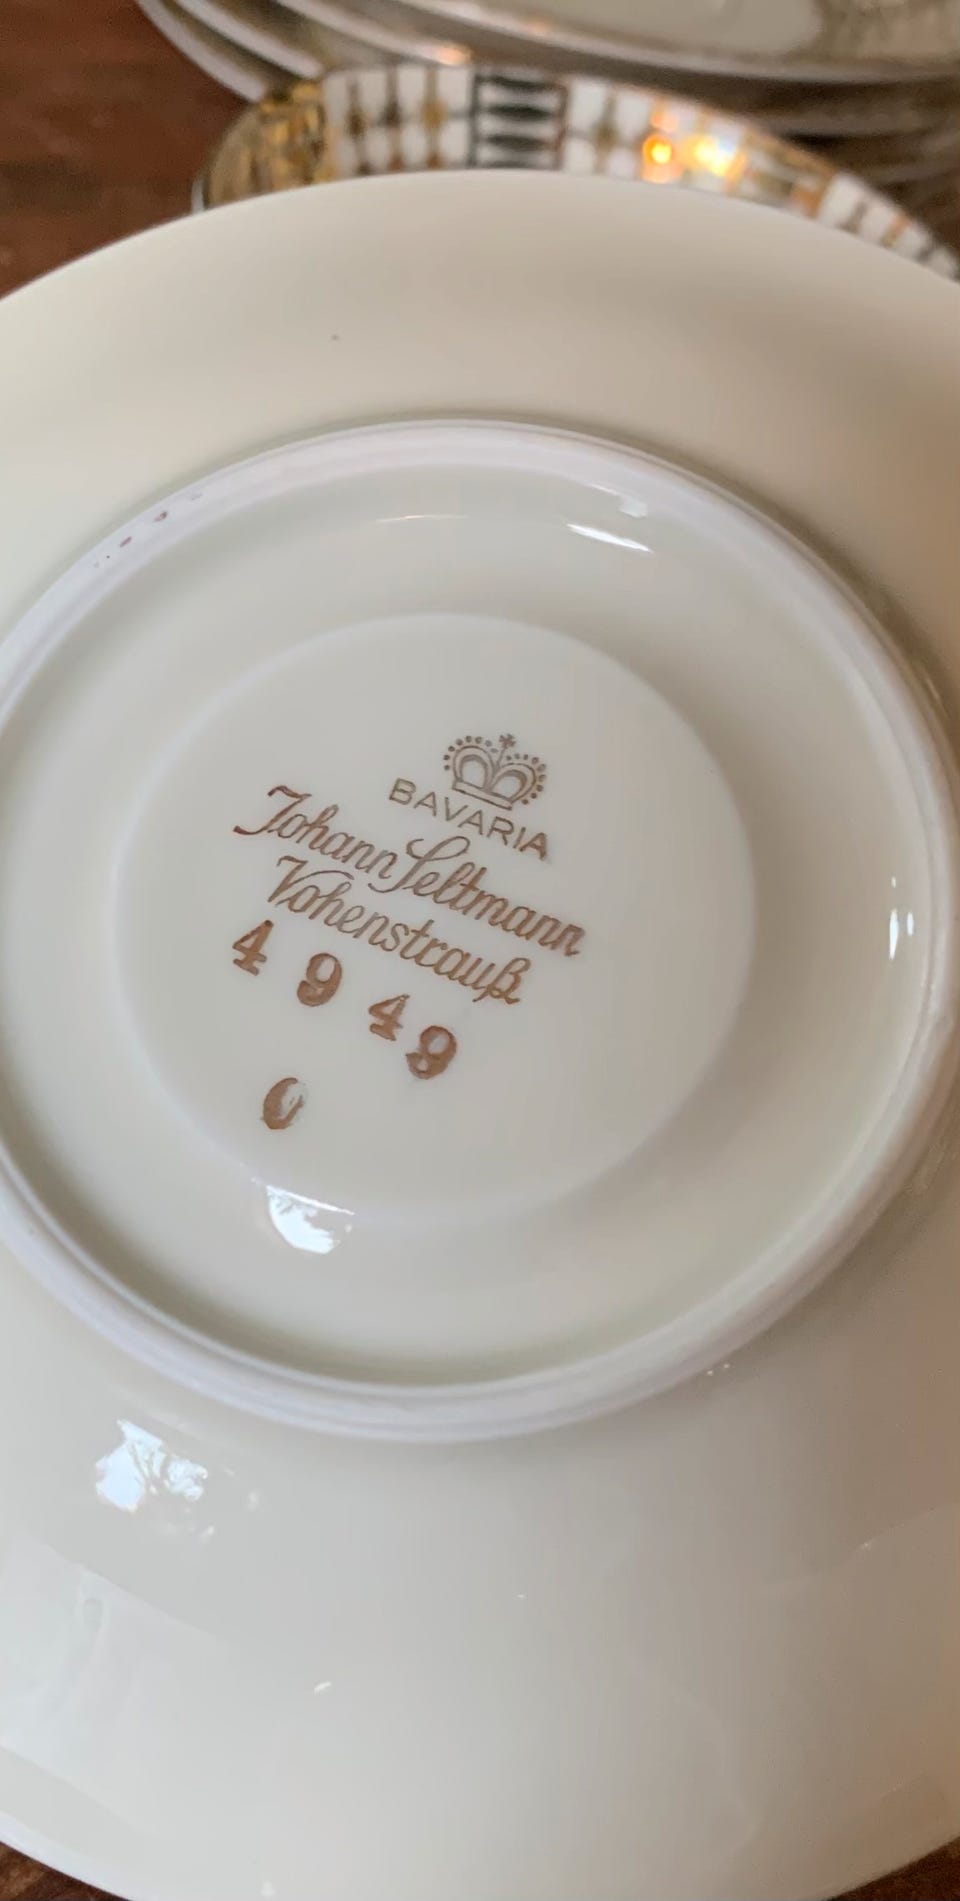 BAVARIA
Johann Seltmann
Vohenstrauß
4949